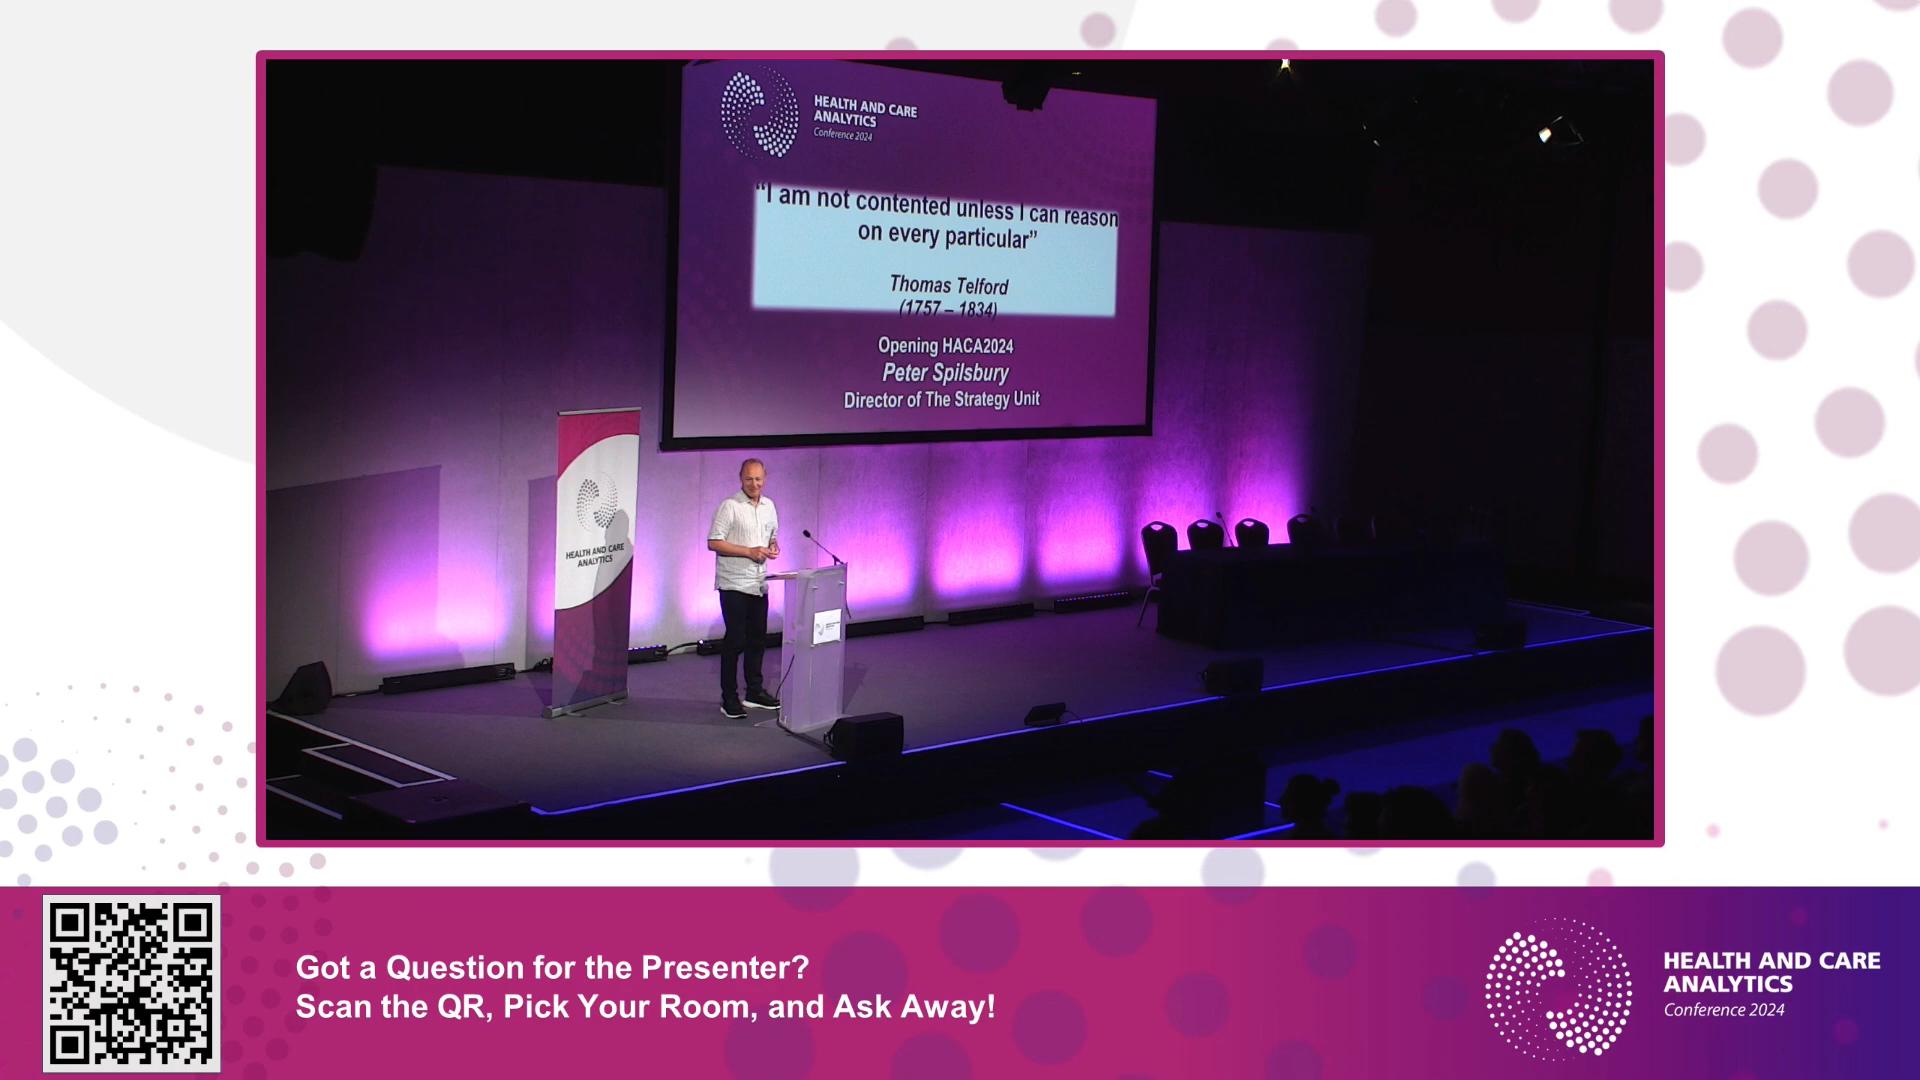 HEALTH AND CARE
ANALYTICS
Conference 2024
“I am not contented unless I can reason
on every particular”
Thomas Telford
(1757 – 1834)
Opening HACA2024
Peter Spilsbury
Director of The Strategy Unit
HEALTH AND CARE
ANALYTICS
Got a Question for the Presenter?
Scan the QR, Pick Your Room, and Ask Away!
HEALTH AND CARE
ANALYTICS
Conference 2024